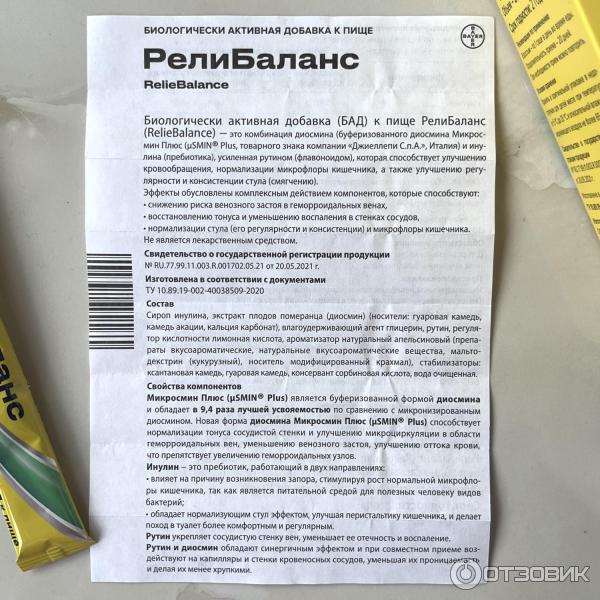 БИОЛОГИЧЕСКИ АКТИВНАЯ ДОБАВКА К ПИЩЕ
BAYER
РелиБаланс
RelieBalance
Биологически активная добавка (БАД) к пище РелиБаланс
(RelieBalance) — это комбинация диосмина (буферизованного диосмина Микрос-
мин Плюс (µSMIN® Plus), товарного знака компании «Джиеллепи С.п.А.», Италия) и ину-
лина (пребиотика), усиленная рутином (флавоноидом), которая способствует улучшению
кровообращения, нормализации микрофлоры кишечника, а также улучшению регу-
лярности и консистенции стула (смягчению).
Эффекты обусловлены комплексным действием компонентов, которые способствуют:
• снижению риска венозного застоя в геморроидальных венах,
• восстановлению тонуса и уменьшению воспаления в стенках сосудов,
• нормализации стула (его регулярности и консистенции) и микрофлоры кишечника.
Не является лекарственным средством.
Свидетельство о государственной регистрации продукции
№ RU.77.99.11.003.R.001702.05.21 от 20.05.2021 г.
Изготовлена в соответствии с документами
ТУ 10.89.19-002-40038509-2020
Состав
Сироп инулина, экстракт плодов померанца (диосмин) (носители: гуаровая камедь,
камедь акации, кальция карбонат), влагоудерживающий агент глицерин, рутин, регуля-
тор кислотности лимонная кислота, ароматизатор натуральный апельсиновый (препа-
раты вкусоароматические, натуральные вкусоароматические вещества, мальто-
декстрин (кукурузный), носитель модифицированный крахмал), стабилизаторы:
ксантановая камедь, гуаровая камедь, консервант сорбиновая кислота, вода очищенная.
Свойства компонентов
Микросмин Плюс (µSMIN® Plus) является буферизованной формой диосмина
и обладает в 9,4 раза лучшей усвояемостью по сравнению с микронизированным
диосмином. Новая форма диосмина Микросмин Плюс (µSMIN® Plus) способствует
нормализации тонуса сосудистой стенки и улучшению микроциркуляции в области
геморроидальных вен, уменьшению венозного застоя, улучшению оттока крови,
что препятствует увеличению геморроидальных узлов.
Инулин — это пребиотик, работающий в двух направлениях:
• влияет на причину возникновения запора, стимулируя рост нормальной микрофло-
ры кишечника, так как является питательной средой для полезных человеку видов
бактерий;
• обладает нормализующим стул эффектом, улучшая перистальтику кишечника, и делает
поход в туалет более комфортным и регулярным.
Рутин укрепляет сосудистую стенку вен, уменьшает ее отечность и воспаление.
Рутин и диосмин обладают синергичным эффектом и при совместном приеме воз-
действуют на капилляры и стенки кровеносных сосудов, уменьшая их проницаемость
и делая их менее хрупкими.
ОТЗОВИК